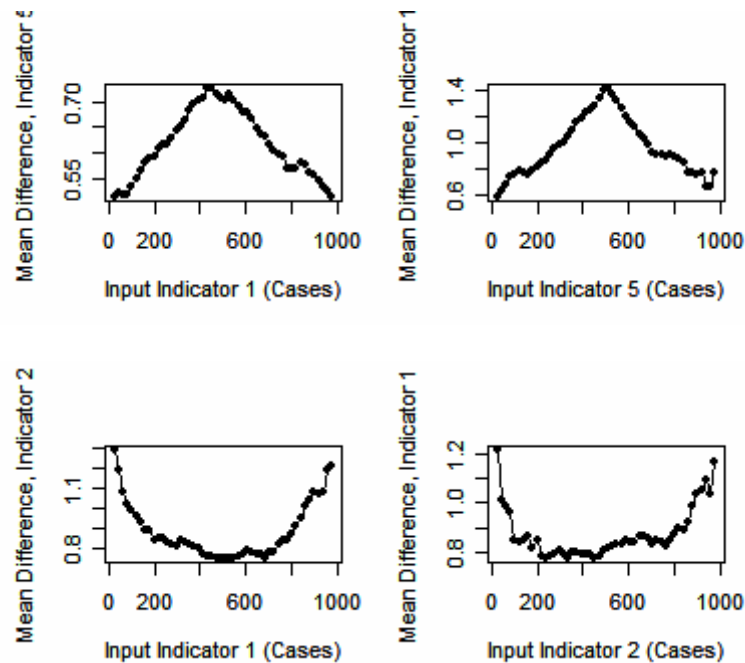 Mean Difference, Indicator
0.70
0.55
0 200 600 1000
Input Indicator 1 (Cases)
Mean Difference, Indicator 1
1.4
1.0
0.6
0 200 600 1000
Input Indicator 5 (Cases)
Mean Difference, Indicator 2
1.1
0.8
0 200 600 1000
Input Indicator 1 (Cases)
Mean Difference, Indicator 1
1.2
1.0
0.8
0 200 600 1000
Input Indicator 2 (Cases)